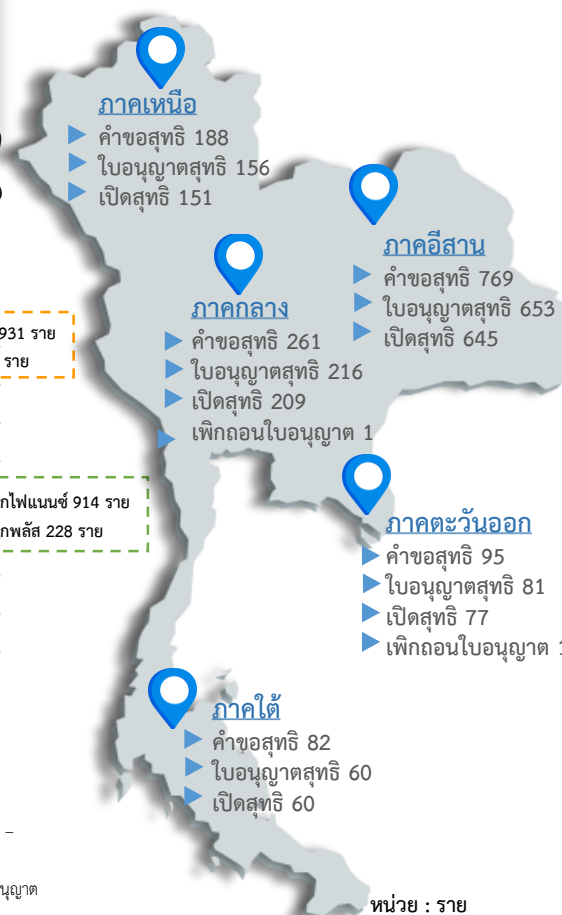 ภาคเหนือ
คำขอสุทธิ 188
ใบอนุญาตสุทธิ 156
เปิดสุทธิ 151
ภาคอีสาน
คำขอสุทธิ 769
ใบอนุญาตสุทธิ 653
เปิดสุทธิ 645
ภาคกลาง
คำขอสุทธิ 261
ใบอนุญาตสุทธิ 216
เปิดสุทธิ 209
เพิกถอนใบอนุญาต 1
931 ราย
ราย
กไฟแนนซ์ 914 ราย
กพลัส 228 ราย
ภาคตะวันออก
คำขอสุทธิ 95
ใบอนุญาตสุทธิ 81
เปิดสุทธิ 77
เพิกถอนใบอนุญาต 1
ภาคใต้
คำขอสุทธิ 82
ใบอนุญาตสุทธิ 60
เปิดสุทธิ 60
นุญาต
หน่วย : ราย